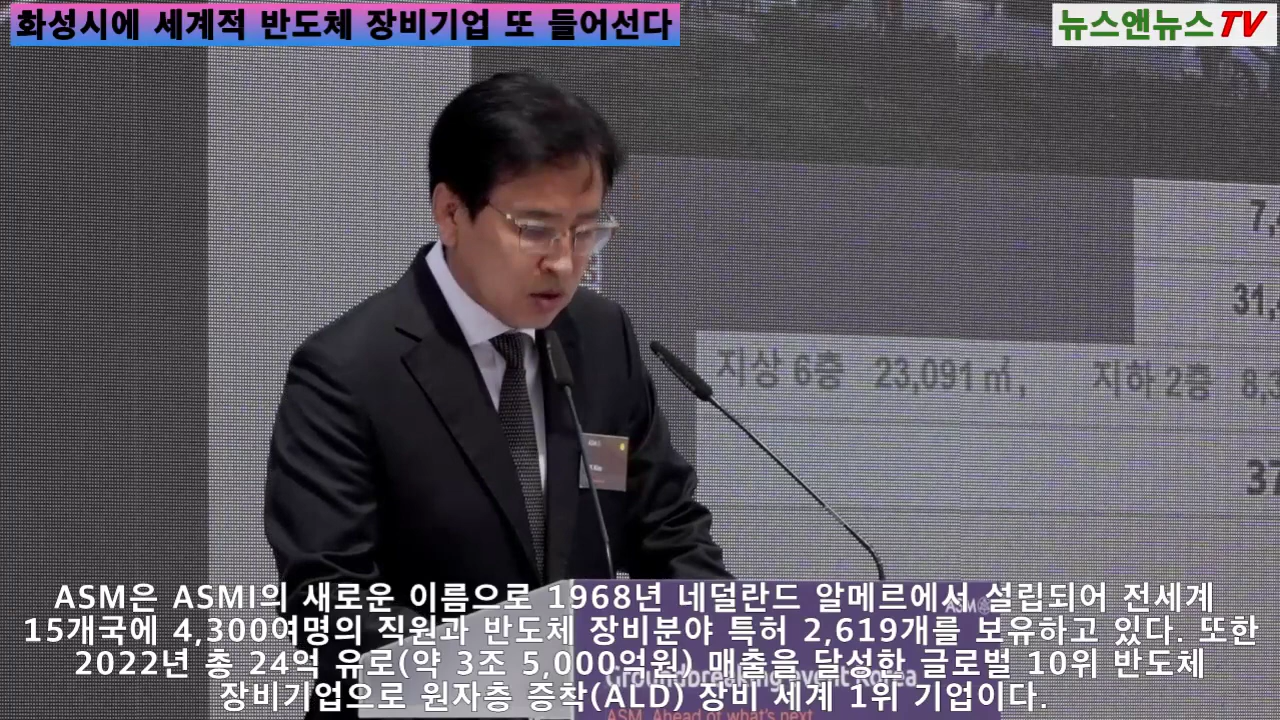 화성시에 세계적 반도체 장비기업 또 들어선다
뉴스앤뉴스TV
지상 6층 23,091㎡, 지하 2층
ASM은 ASMI의 새로운 이름으로 1968년 네덜란드 알메르에서 설립되어 전세계
15개국에 4,300여명의 직원과 반도체 장비분야 특허 2,619개를 보유하고 있다. 또한
2022년 총 24억 유로(약 3조 5,000억원) 매출을 달성한 글로벌 10위 반도체
장비기업으로 원자층 증착(ALD) 장비 세계 1위 기업이다.
Groundbreaking event Korea
ASM. Ahead of what's next.